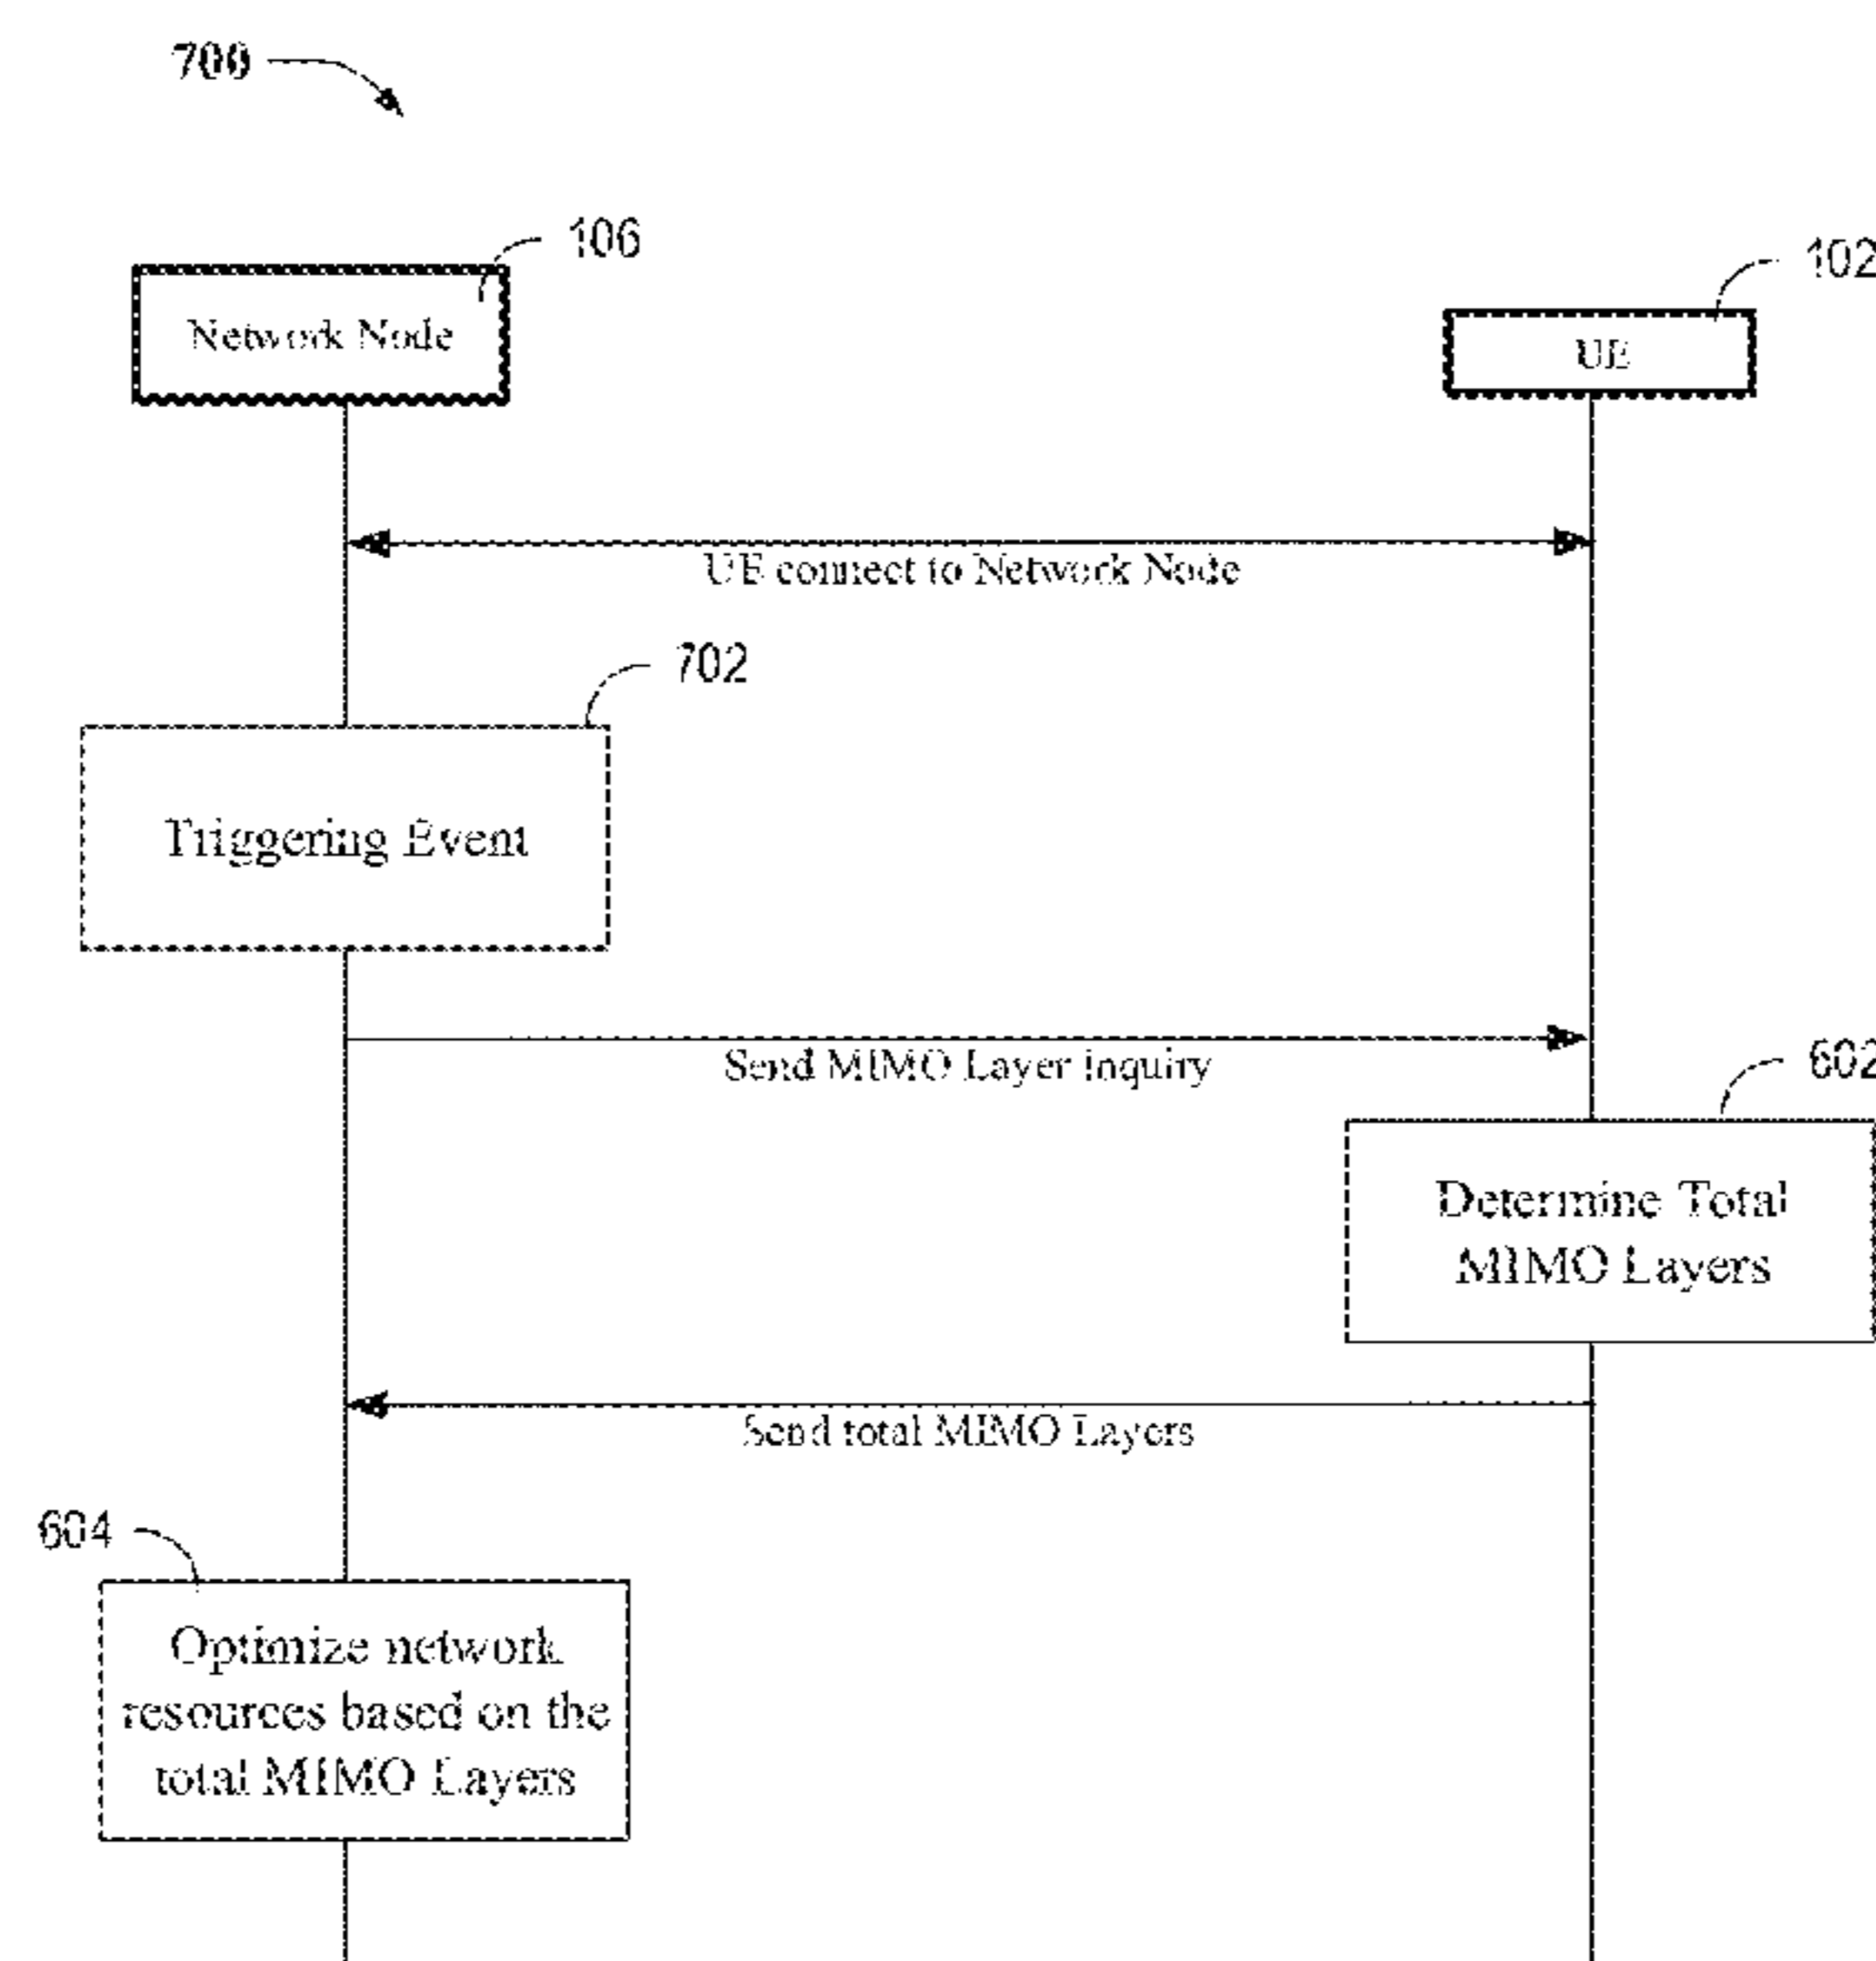 700
106
102
Network Node
UE
UE connect to Network Node
702
Triggering Event
Send MIMO Layer Inquiry
602
Determine Total
MIMO Layers
Send total MIMO Layers
604
Optimize network
resources based on the
total MIMO Layers